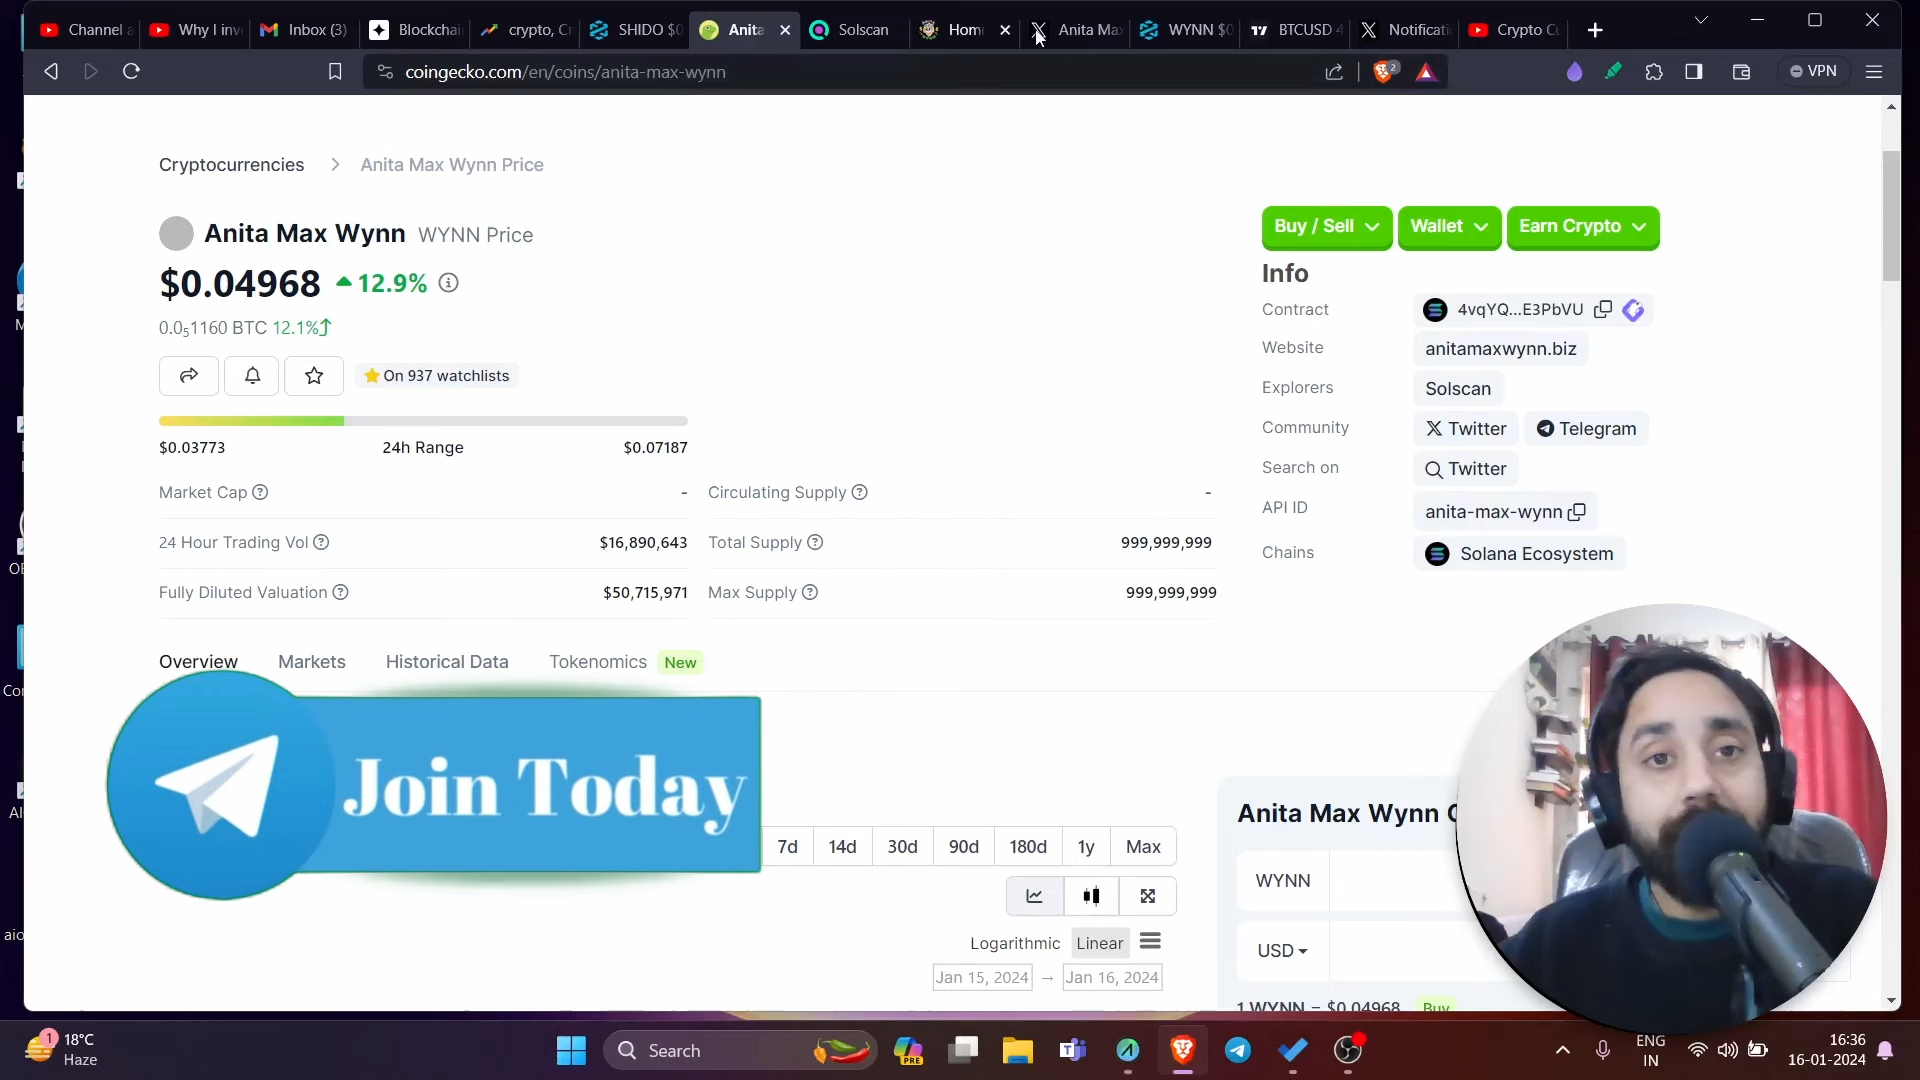 Channel
Why I inv
Inbox (3)
Blockchai
crypto, C
SHIDO $0
Anita
Solscan
Hom
Anita Ma
WYNN $0
BTCUSD 4
Notificati
Crypto Cu
coingecko.com/en/coins/anita-max-wynn
2
VPN
Cryptocurrencies > Anita Max Wynn Price
Anita Max Wynn WYNN Price
$0.04968 12.9%
0.0₅1160 BTC 12.1%
On 937 watchlists
$0.03773 24h Range $0.07187
Market Cap -
24 Hour Trading Vol $16,890,643
Fully Diluted Valuation $50,715,971
Circulating Supply -
Total Supply 999,999,999
Max Supply 999,999,999
Buy / Sell
Wallet
Earn Crypto
Info
Contract 4vqYQ...E3PbVU
Website anitamaxwynn.biz
Explorers Solscan
Community Twitter Telegram
Search on Twitter
API ID anita-max-wynn
Chains Solana Ecosystem
Overview Markets Historical Data Tokenomics New
Join Today
7d 14d 30d 90d 180d 1y Max
Logarithmic Linear
Jan 15, 2024 → Jan 16, 2024
Anita Max Wynn
WYNN
USD
1 WYNN = $0.04968 Buy
1
18°C
Haze
Search
PRE
ENG
IN
16:36
16-01-2024